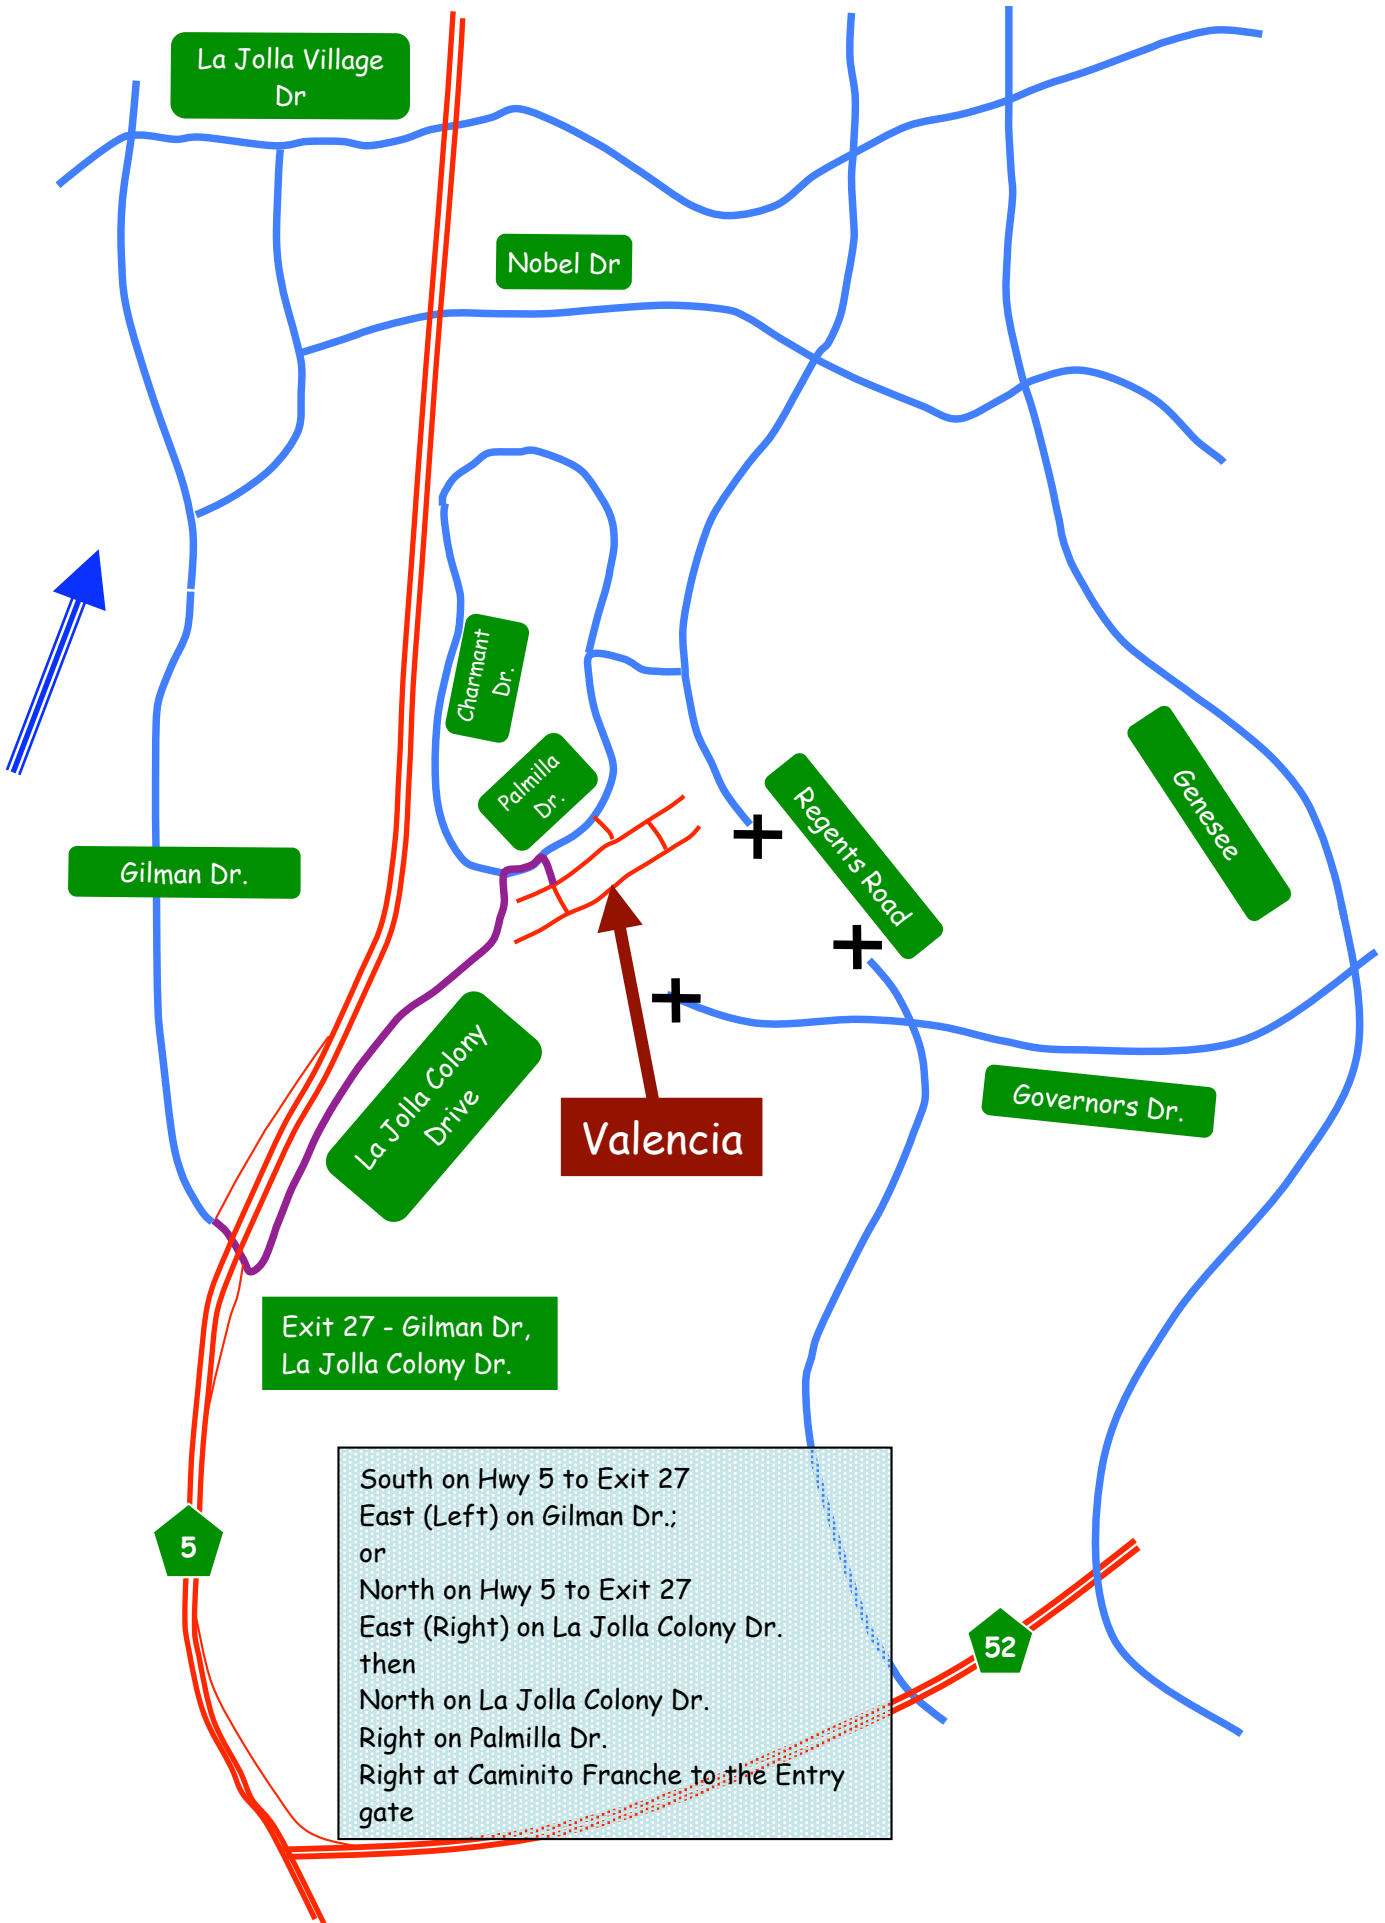 La Jolla Village
Dr
Nobel Dr
Charmant
Dr.
Palmilla
Dr.
Regents Road
Genesee
Gilman Dr.
La Jolla Colony
Drive
Governors Dr.
Valencia
Exit 27 - Gilman Dr,
La Jolla Colony Dr.
South on Hwy 5 to Exit 27
East (Left) on Gilman Dr.;
or
North on Hwy 5 to Exit 27
East (Right) on La Jolla Colony Dr.
then
North on La Jolla Colony Dr.
Right on Palmilla Dr.
Right at Caminito Franche to the Entry
gate
5
52